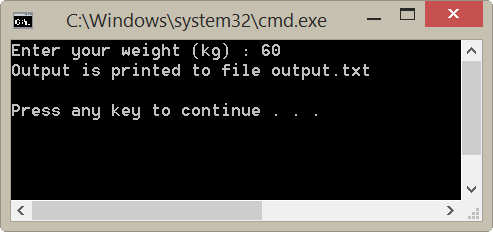 C:\Windows\system32\cmd.exe
Enter your weight (kg) : 60
Output is printed to file output.txt
Press any key to continue . . .